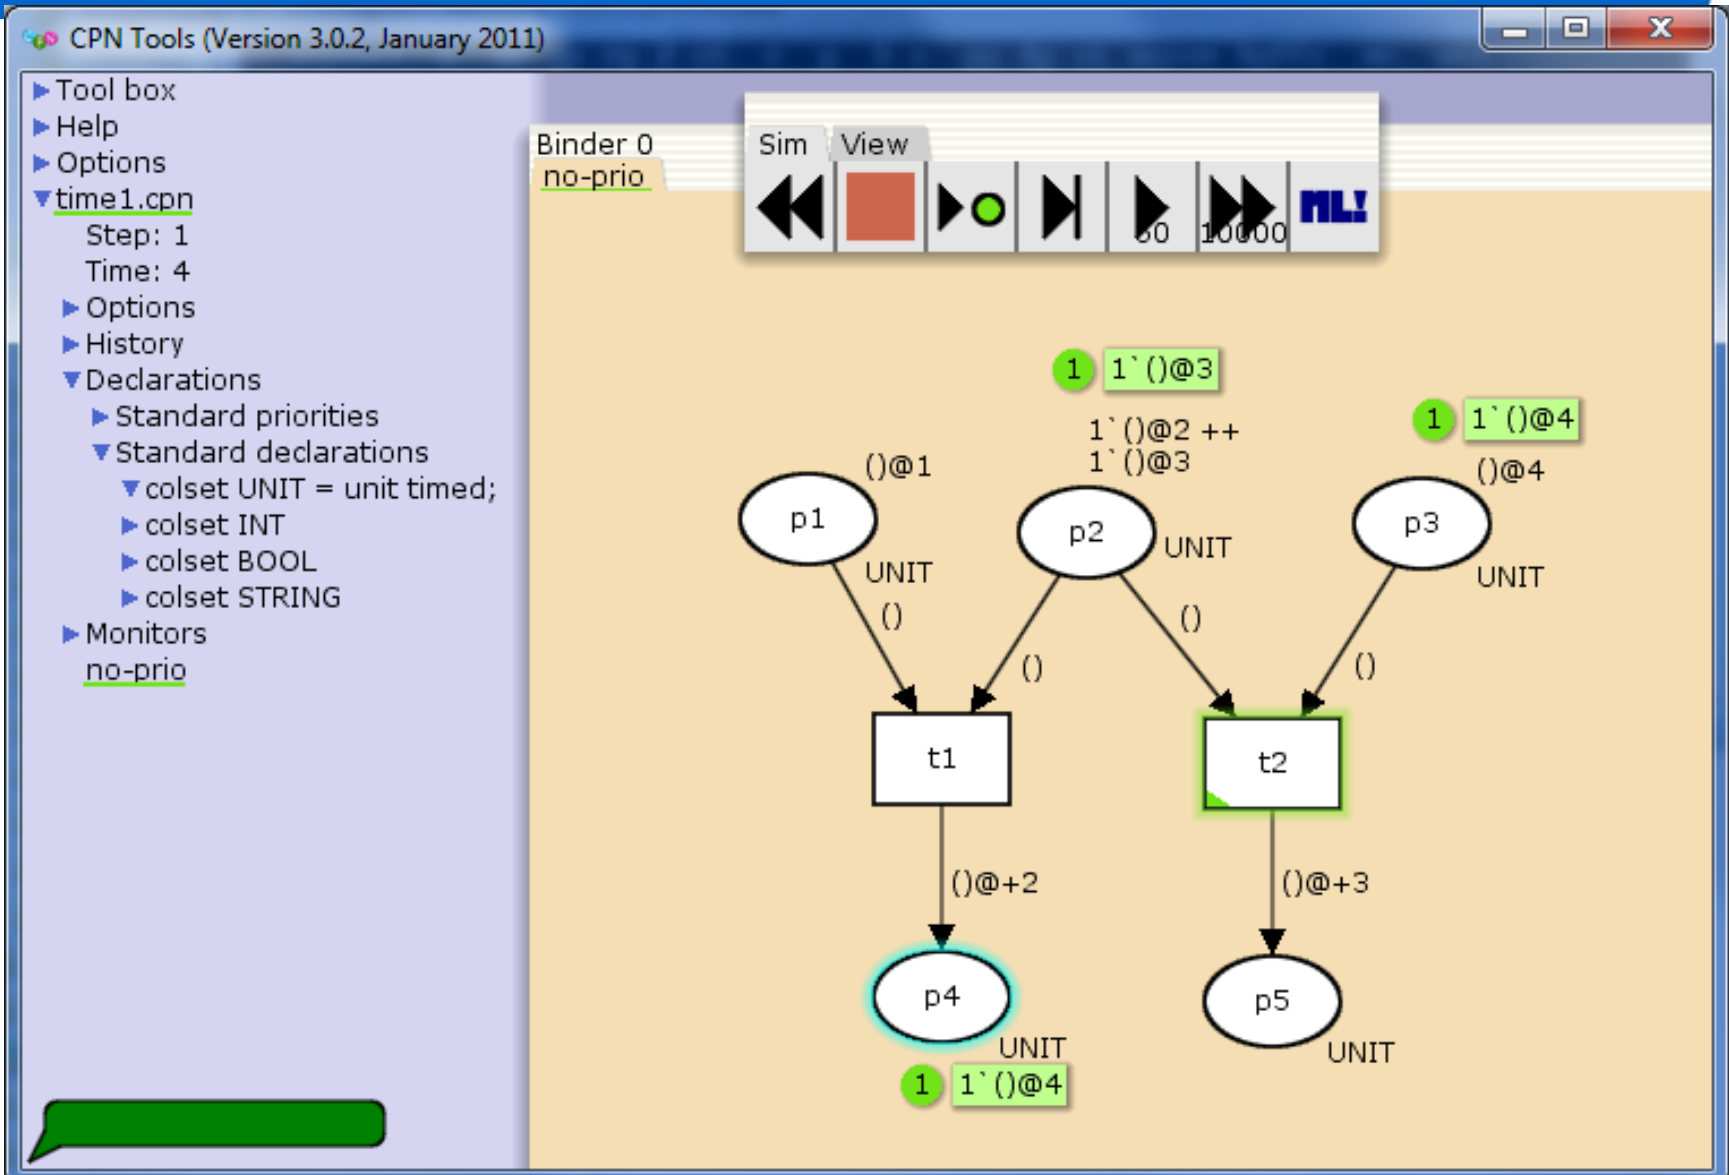 CPN Tools (Version 3.0.2, January 2011)
Tool box
Help
Options
time1.cpn
Step: 1
Time: 4
Options
History
Declarations
Standard priorities
Standard declarations
colset UNIT = unit timed;
colset INT
colset BOOL
colset STRING
Monitors
no-prio
Binder 0
no-prio
Sim View
50 10000 ML!
1 1`()@3
1`()@2 ++
1`()@3
1 1`()@4
()@1
()@4
p1
p2
p3
UNIT
UNIT
UNIT
()
()
()
()
t1
t2
()@+2
()@+3
p4
p5
UNIT
UNIT
1 1`()@4